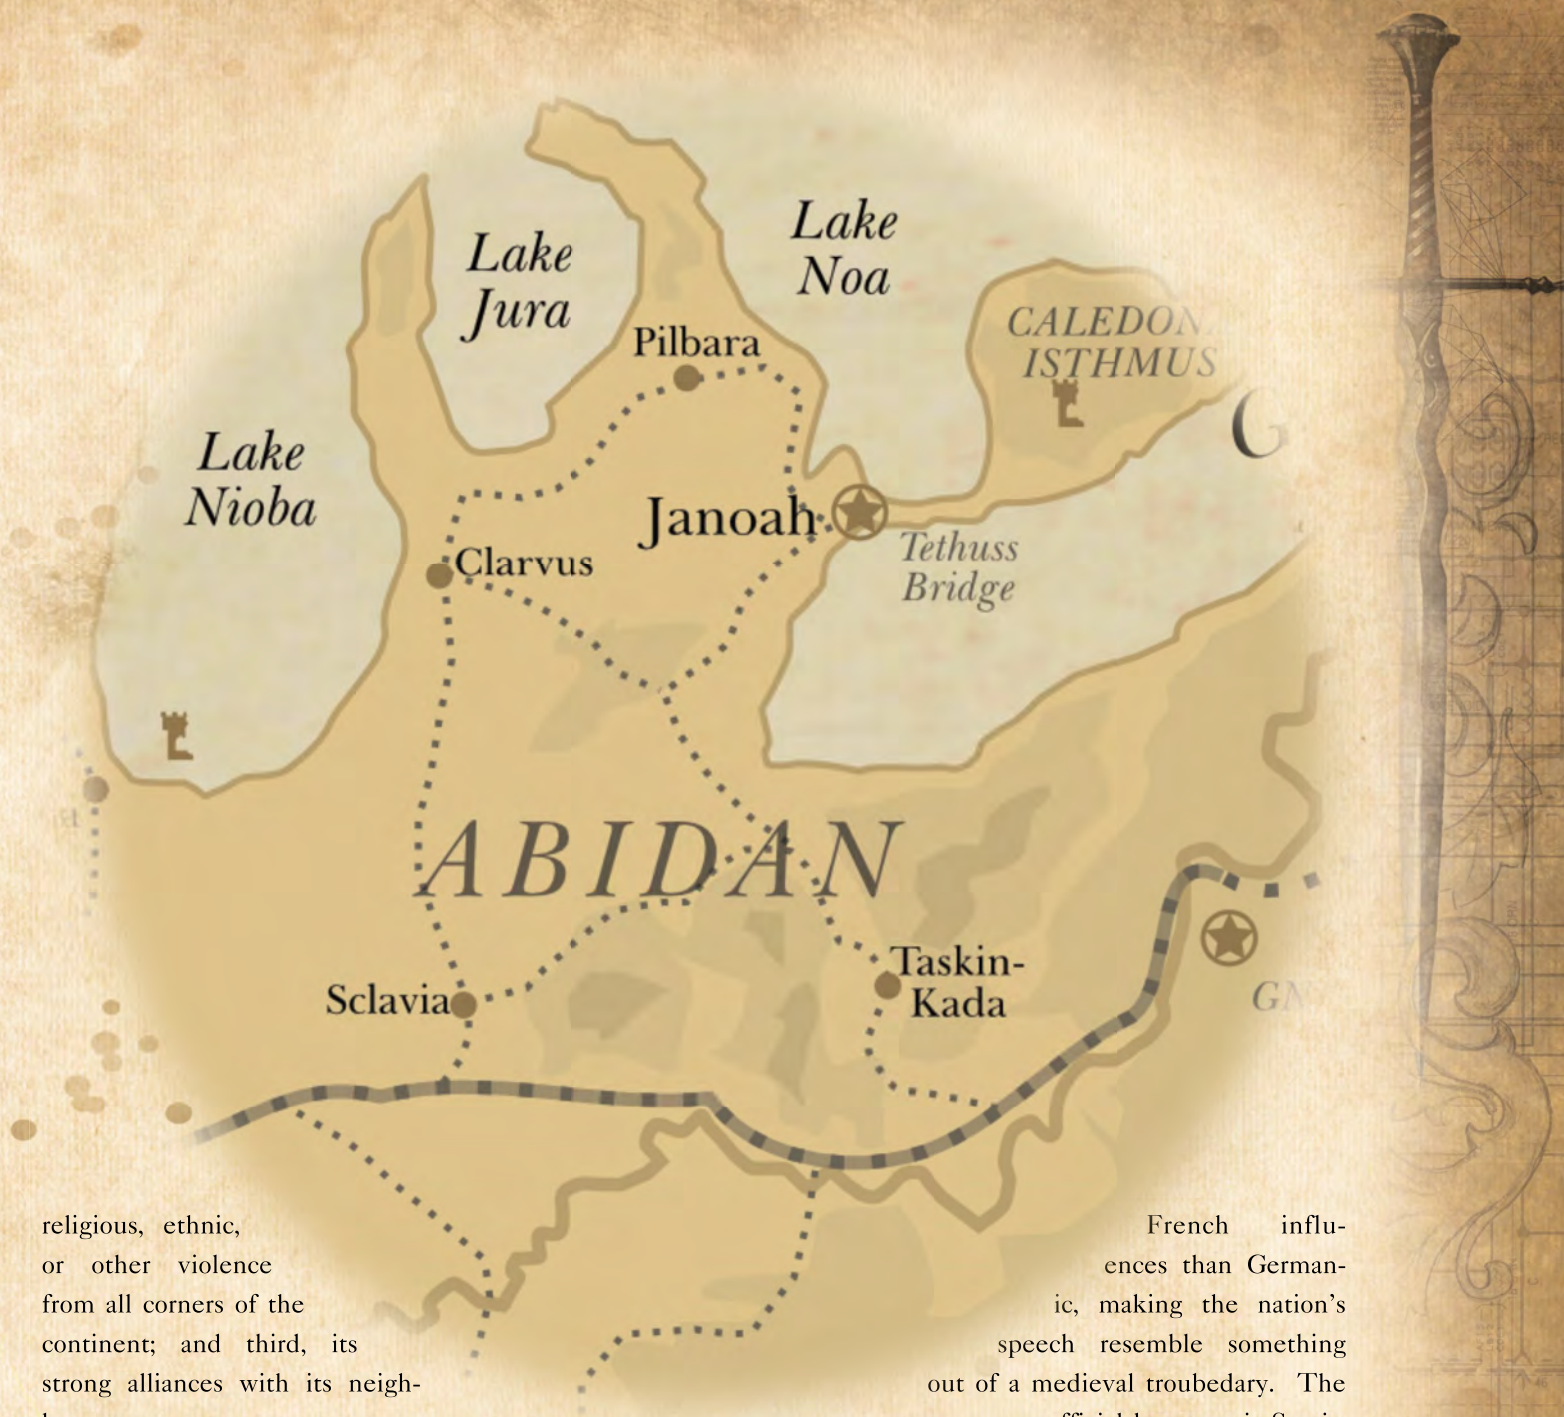 Lake
Jura
Lake
Noa
CALEDON
ISTHMUS
Pilbara
Lake
Nioba
G
Janoah
Tethuss
Bridge
Clarvus
ABIDAN
Taskin-
Kada
Sclavia
GN
religious, ethnic,
or other violence
from all corners of the
continent; and third, its
strong alliances with its neigh-
French influ-
ences than German-
ic, making the nation's
speech resemble something
out of a medieval troubedary. The